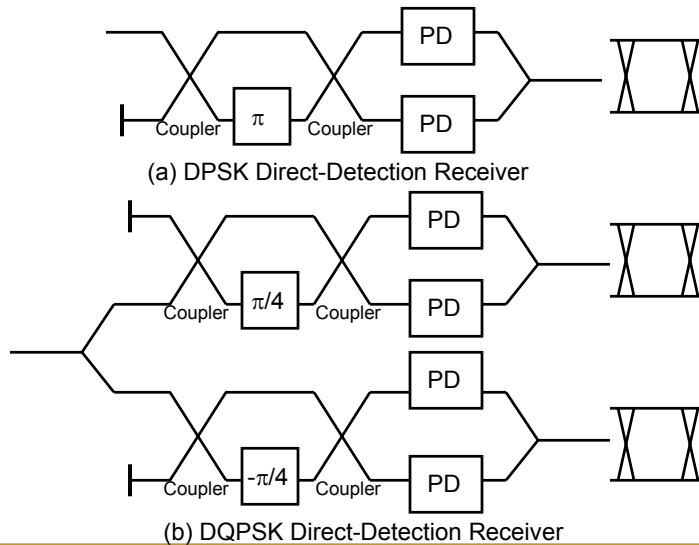 PD
Coupler π Coupler
PD
(a) DPSK Direct-Detection Receiver
PD
Coupler π/4 Coupler
PD
PD
Coupler -π/4 Coupler
PD
(b) DQPSK Direct-Detection Receiver